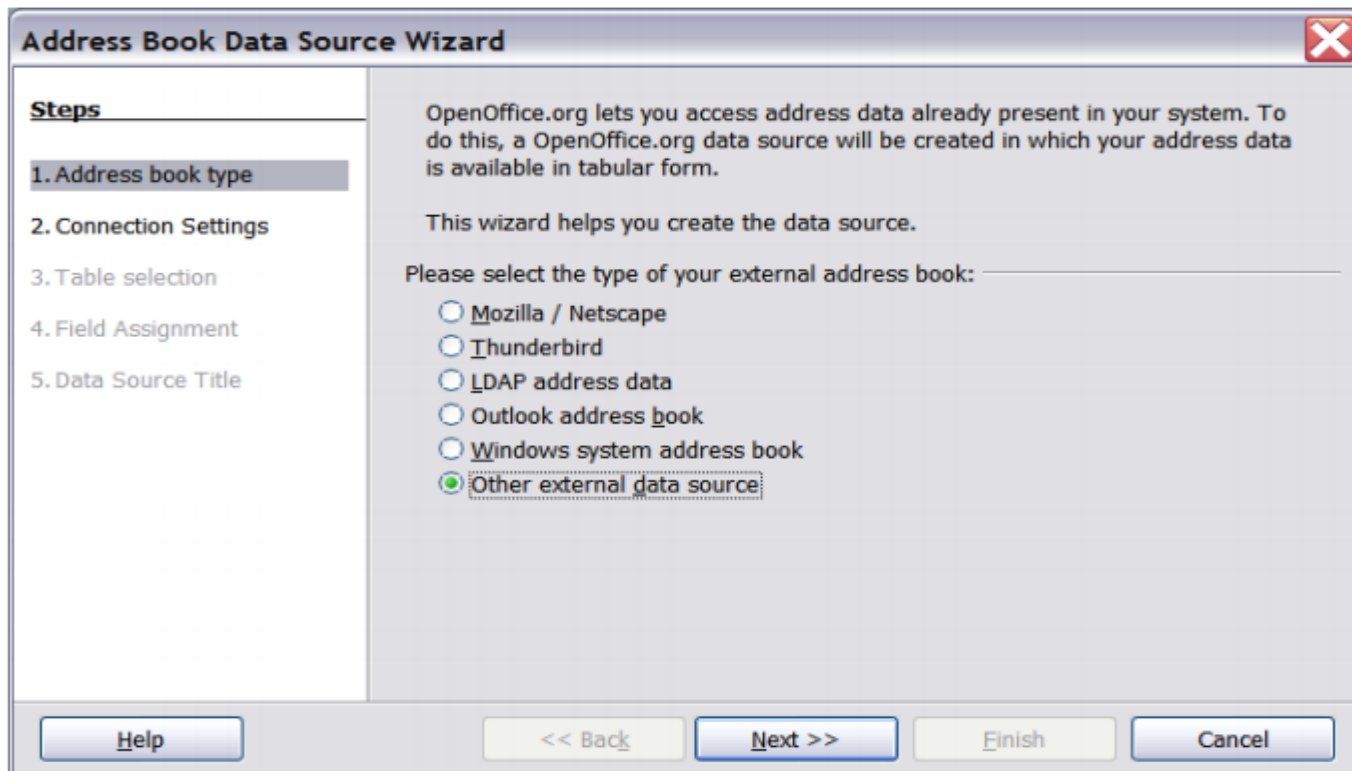 Address Book Data Source Wizard
Steps
1. Address book type
2. Connection Settings
3. Table selection
4. Field Assignment
5. Data Source Title
OpenOffice.org lets you access address data already present in your system. To
do this, a OpenOffice.org data source will be created in which your address data
is available in tabular form.
This wizard helps you create the data source.
Please select the type of your external address book:
Mozilla / Netscape
Thunderbird
LDAP address data
Outlook address book
Windows system address book
Other external data source
Help
<< Back
Next >>
Finish
Cancel